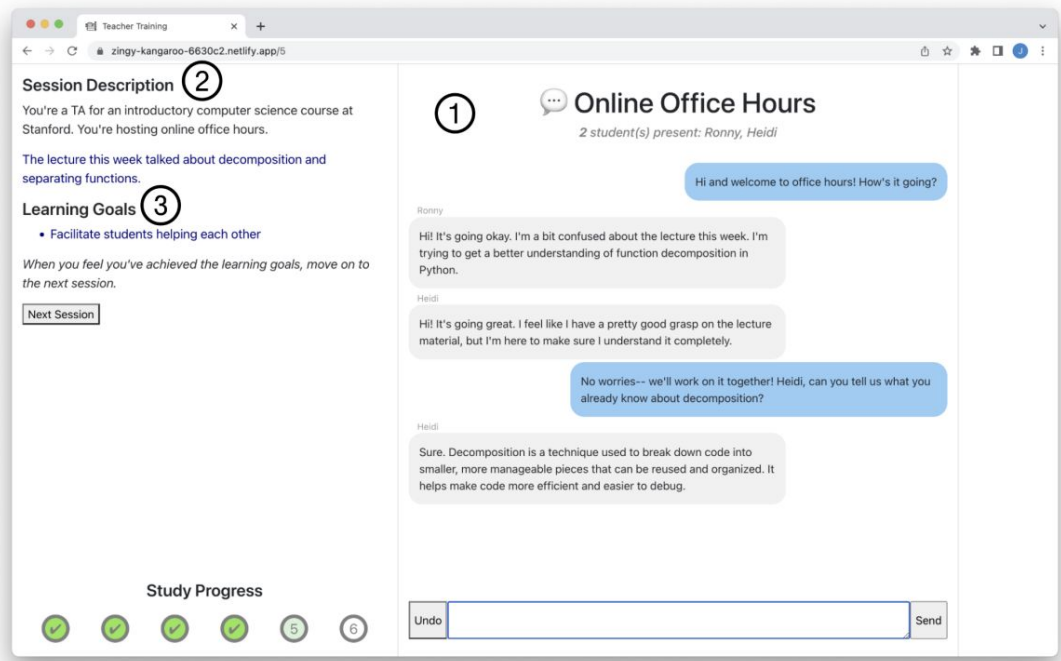 Teacher Training
zingy-kangaroo-6630c2.netlify.app/5
J
Session Description
2
You're a TA for an introductory computer science course at
Stanford. You're hosting online office hours.
The lecture this week talked about decomposition and
separating functions.
Learning Goals
3
• Facilitate students helping each other
When you feel you've achieved the learning goals, move on to
the next session.
Next Session
Study Progress
5
6
1
Online Office Hours
2 student(s) present: Ronny, Heidi
Hi and welcome to office hours! How's it going?
Ronny
Hi! It's going okay. I'm a bit confused about the lecture this week. I'm
trying to get a better understanding of function decomposition in
Python.
Heidi
Hi! It's going great. I feel like I have a pretty good grasp on the lecture
material, but I'm here to make sure I understand it completely.
No worries-- we'll work on it together! Heidi, can you tell us what you
already know about decomposition?
Heidi
Sure. Decomposition is a technique used to break down code into
smaller, more manageable pieces that can be reused and organized. It
helps make code more efficient and easier to debug.
Undo
Send